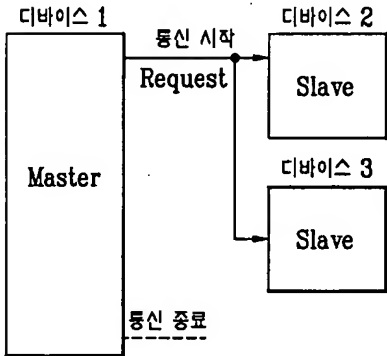 디바이스 1
통신 시작
디바이스 2
Request
Slave
Master
디바이스 3
Slave
통신 종료